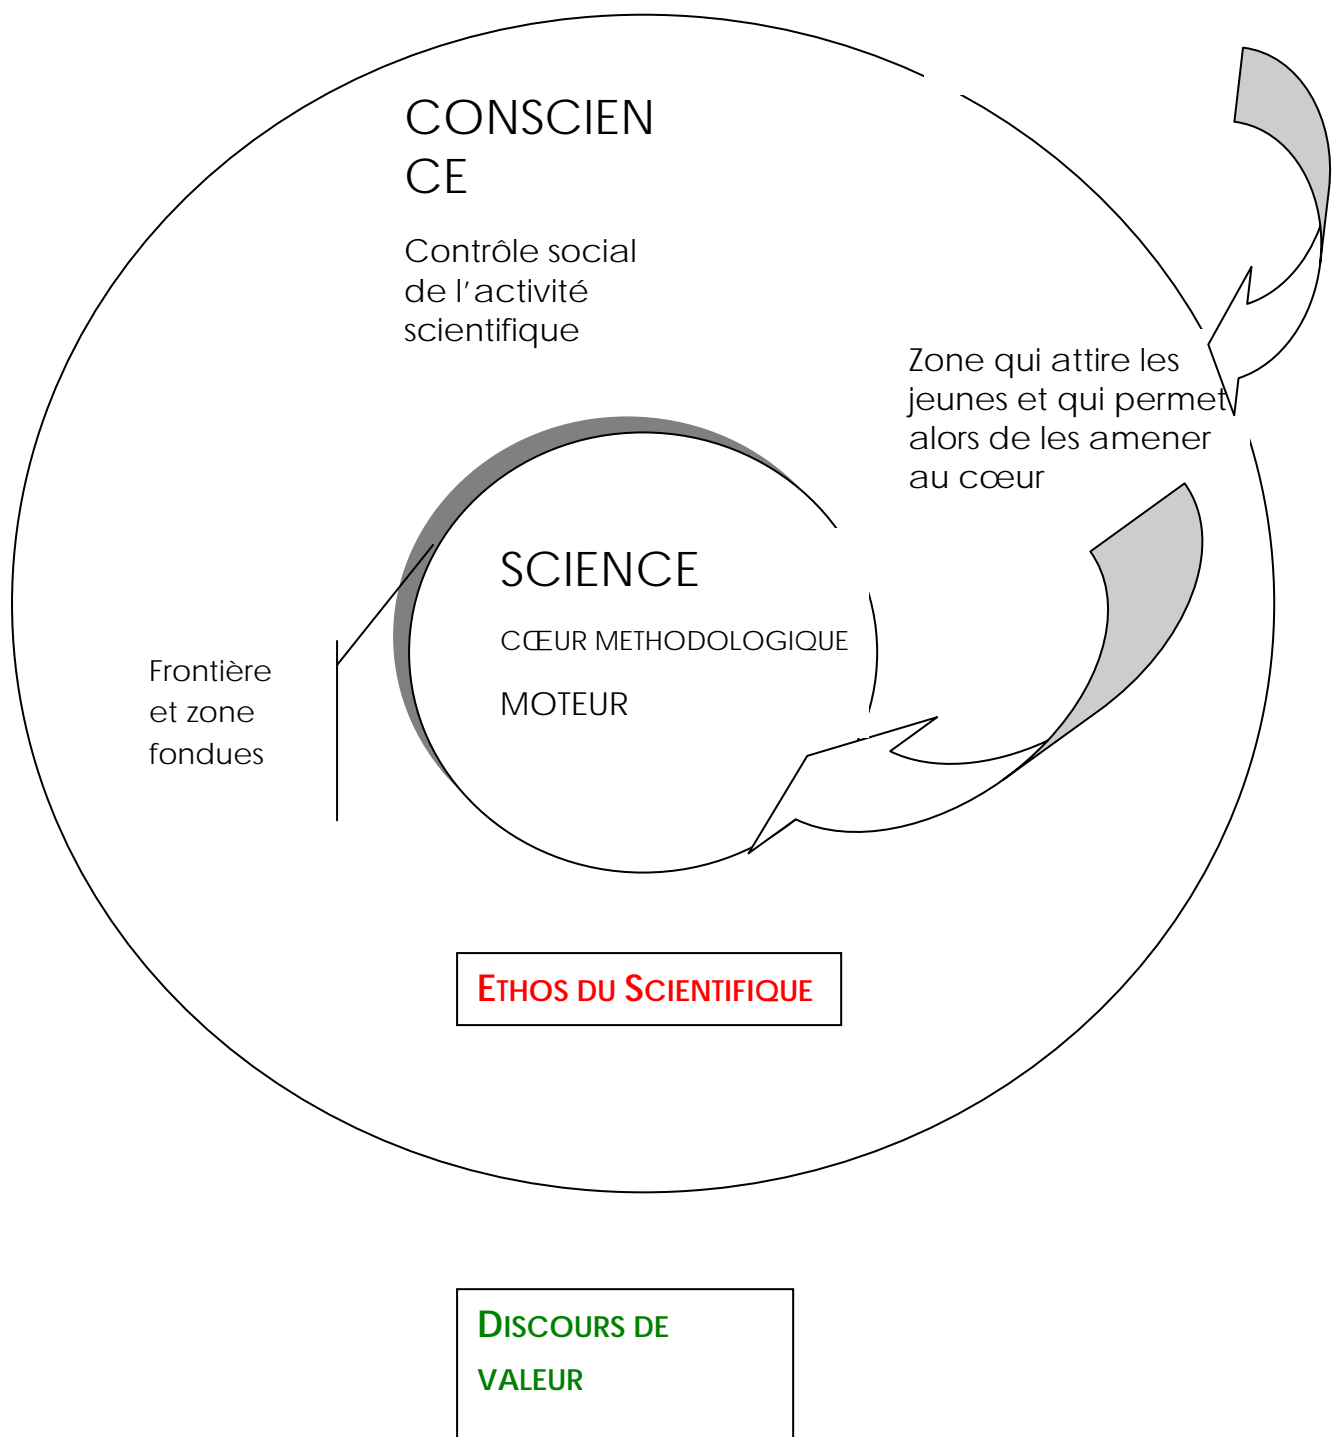 CONSCIEN
CE
Contrôle social
de l'activité
scientifique
Zone qui attire les
jeunes et qui permet
alors de les amener
au cœur
SCIENCE
CŒUR METHODOLOGIQUE
MOTEUR
Frontière
et zone
fondues
ETHOS DU SCIENTIFIQUE
DISCOURS DE
VALEUR